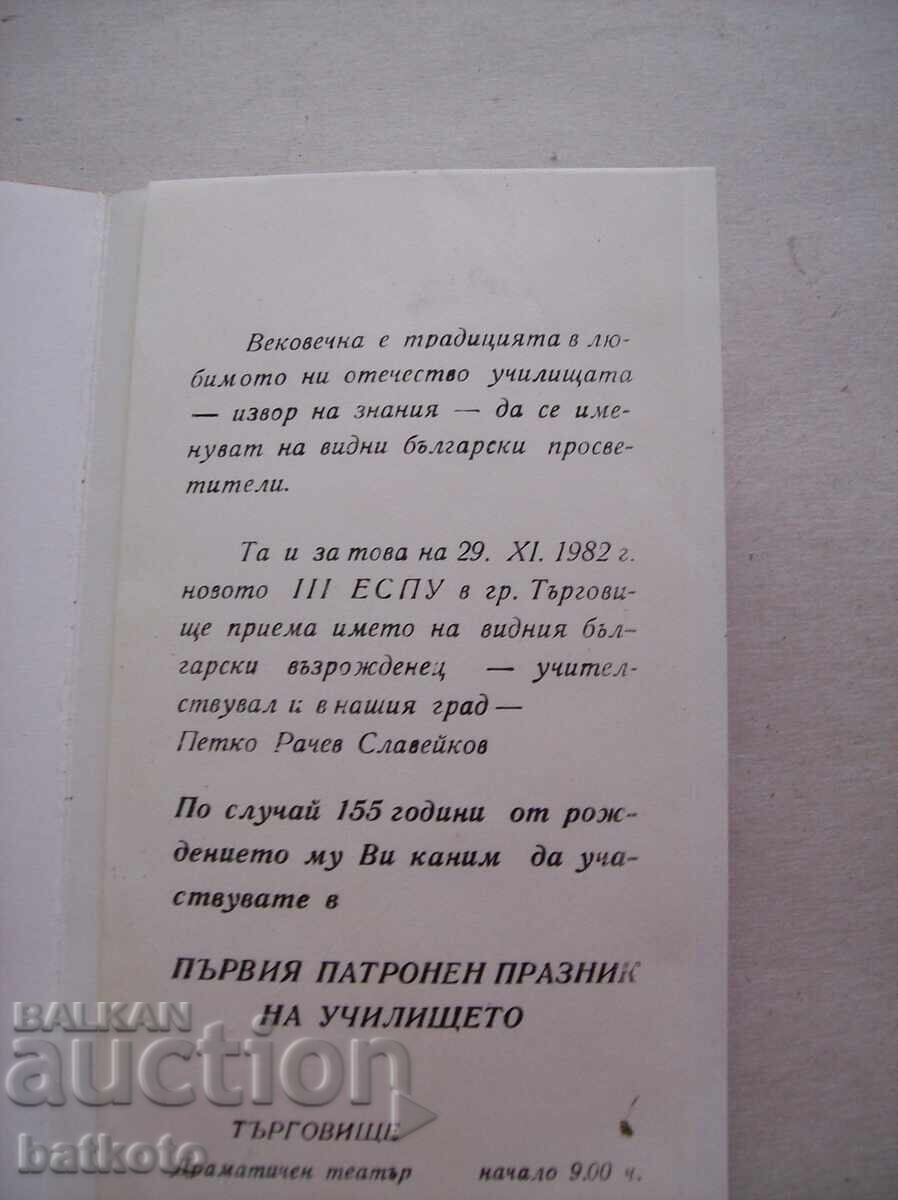 Вековечна е традицията в лю-
бимото ни отечество училищата
— извор на знания — да се име-
нуват на видни български просве-
тители.
Та и за това на 29. XI. 1982 г.
новото III ЕСПУ в гр. Търгови-
ще приема името на видния бъл-
гарски възрожденец — учител-
ствувал и в нашия град —
Петко Рачев Славейков
По случай 155 години от рож-
дението му Ви каним да уча-
ствувате в
ПЪРВИЯ ПАТРОНЕН ПРАЗНИК
НА УЧИЛИЩЕТО
ТЪРГОВИЩЕ
Драматичен театър начало 9.00 ч.
BALKAN
auction
batkoto